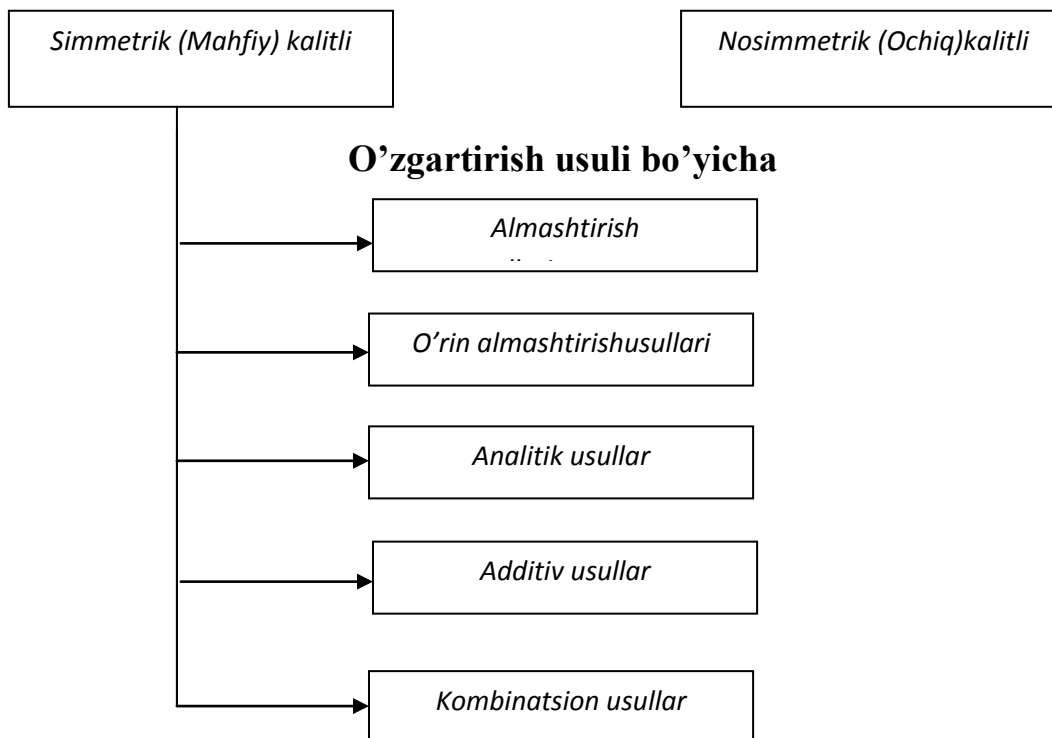 Simmetrik (Mahfiy) kalitli
Nosimmetrik (Ochiq)kalitli
O’zgartirish usuli bo’yicha
Almashtirish
O’rin almashtirishusullari
Analitik usullar
Additiv usullar
Kombinatsion usullar